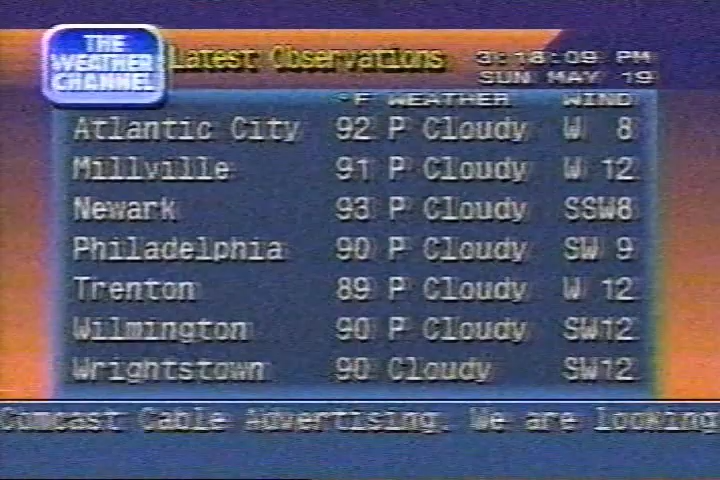 THE
WEATHER
CHANNEL
Latest Observations 3:18:09 PM
SUN MAY 19
°F WEATHER WIND
Atlantic City 92 P Cloudy W 8
Millville 91 P Cloudy W 12
Newark 93 P Cloudy SSW8
Philadelphia 90 P Cloudy SW 9
Trenton 89 P Cloudy W 12
Wilmington 90 P Cloudy SW12
Wrightstown 90 Cloudy SW12
Comcast Cable Advertising. We are looking